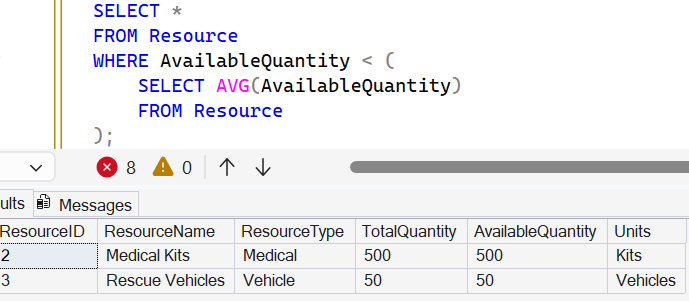 SELECT *
FROM Resource
WHERE AvailableQuantity < (
SELECT AVG(AvailableQuantity)
FROM Resource
);
8 0
ults Messages
ResourceID ResourceName ResourceType TotalQuantity AvailableQuantity Units
2 Medical Kits Medical 500 500 Kits
3 Rescue Vehicles Vehicle 50 50 Vehicles